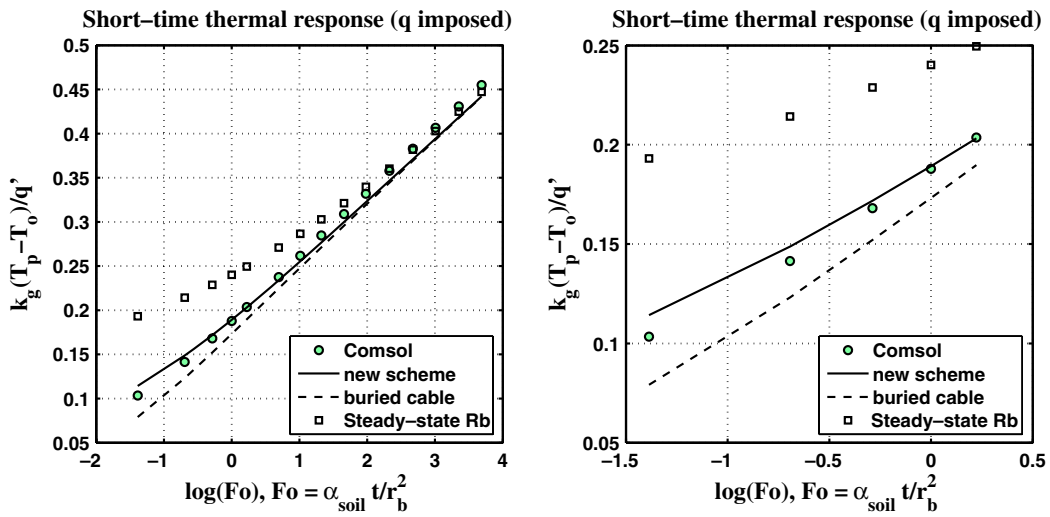 Short−time thermal response (q imposed)
0.5
0.45
0.4
0.35
0.3
0.25
0.2
0.15
0.1
0.05
−2 −1 0 1 2 3 4
k_g(T_p−T_o)/q’
log(Fo), Fo = α_soil t/r_b^2
Comsol
new scheme
buried cable
Steady−state Rb
Short−time thermal response (q imposed)
0.25
0.2
0.15
0.1
0.05
−1.5 −1 −0.5 0 0.5
k_g(T_p−T_o)/q’
log(Fo), Fo = α_soil t/r_b^2
Comsol
new scheme
buried cable
Steady−state Rb